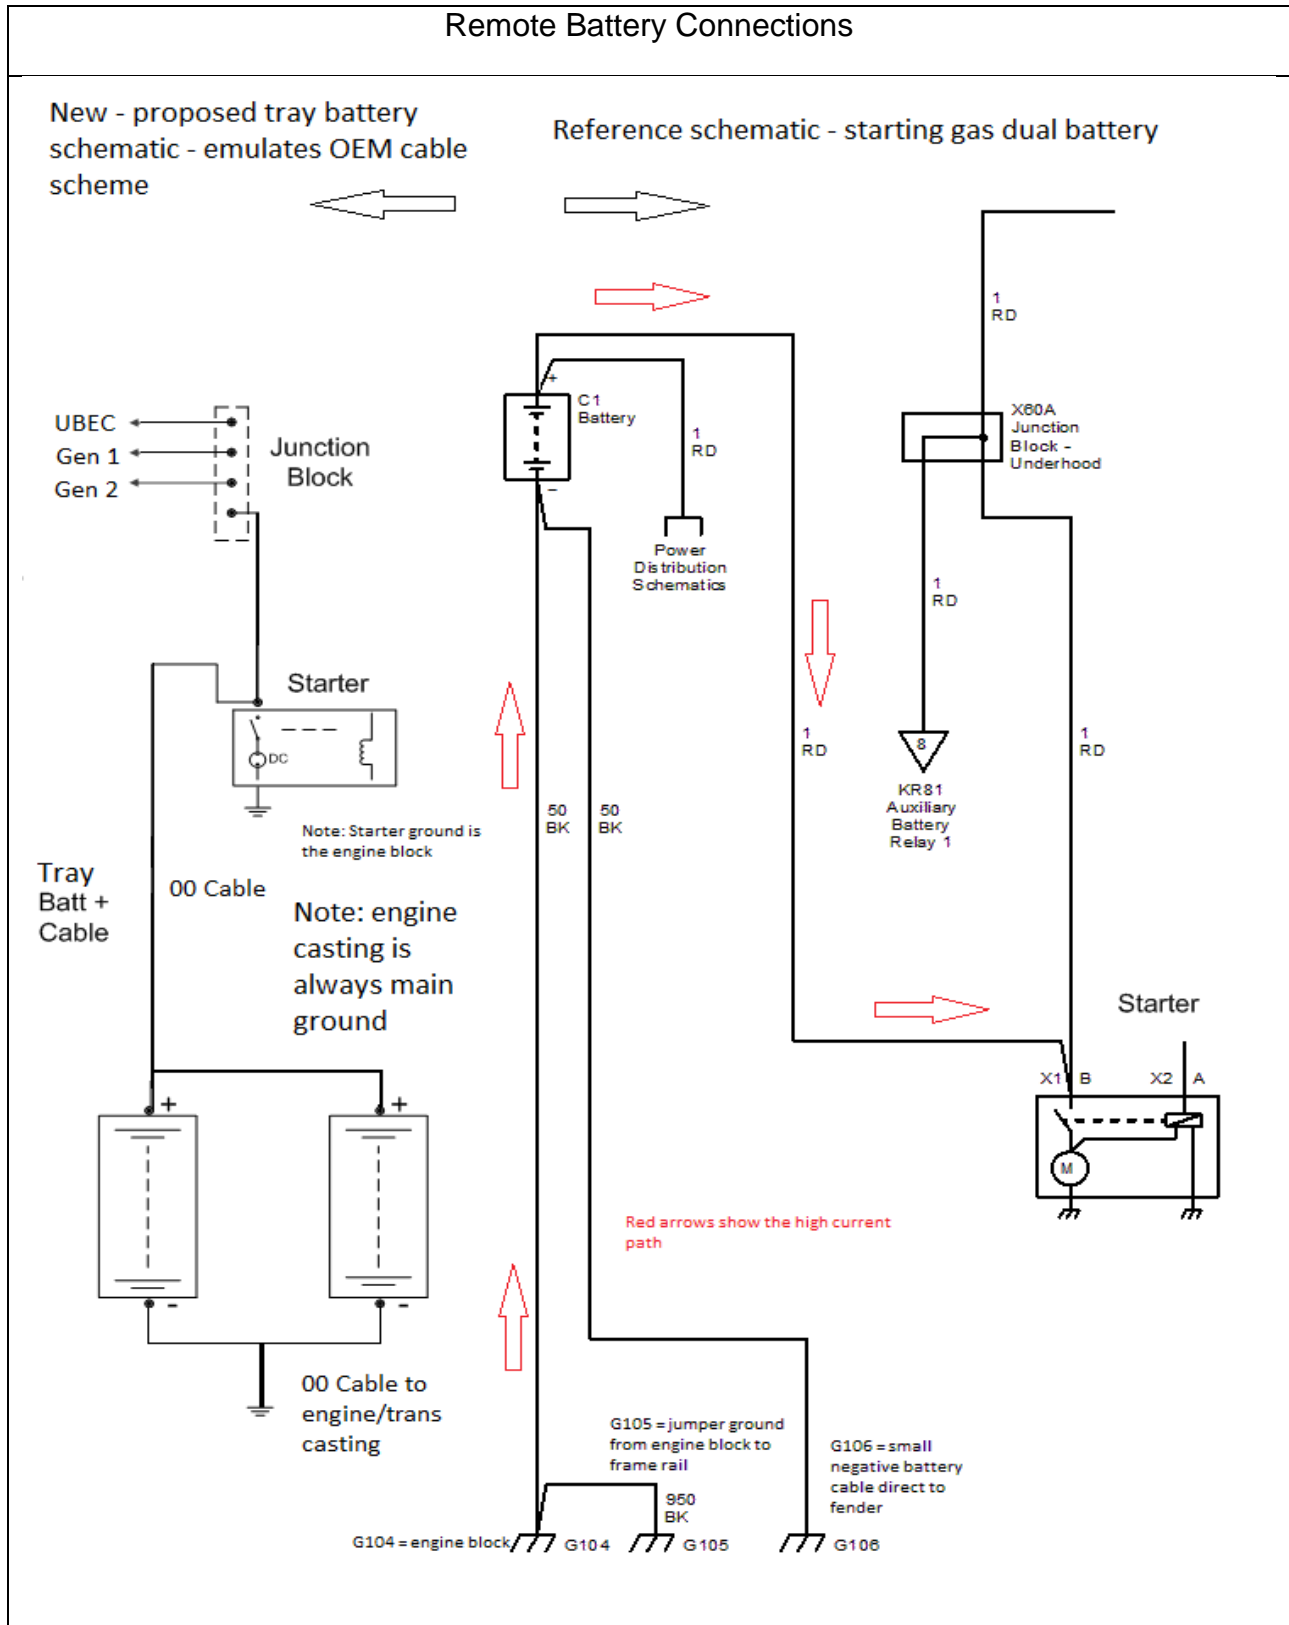 Remote Battery Connections
New - proposed tray battery
schematic - emulates OEM cable
scheme
Reference schematic - starting gas dual battery
1
RD
+
C1
Battery
1
RD
-
Power
Distribution
Schematics
X60A
Junction
Block -
Underhood
UBEC
Gen 1
Gen 2
Junction
Block
1
RD
8
KR81
Auxiliary
Battery
Relay 1
1
RD
1
RD
Starter
DC
Note: Starter ground is
the engine block
50
BK
50
BK
Tray
Batt +
Cable
00 Cable
Note: engine
casting is
always main
ground
Starter
X1
B
X2
A
M
+
+
-
-
Red arrows show the high current
path
00 Cable to
engine/trans
casting
G105 = jumper ground
from engine block to
frame rail
G106 = small
negative battery
cable direct to
fender
950
BK
G104 = engine block
G104
G105
G106